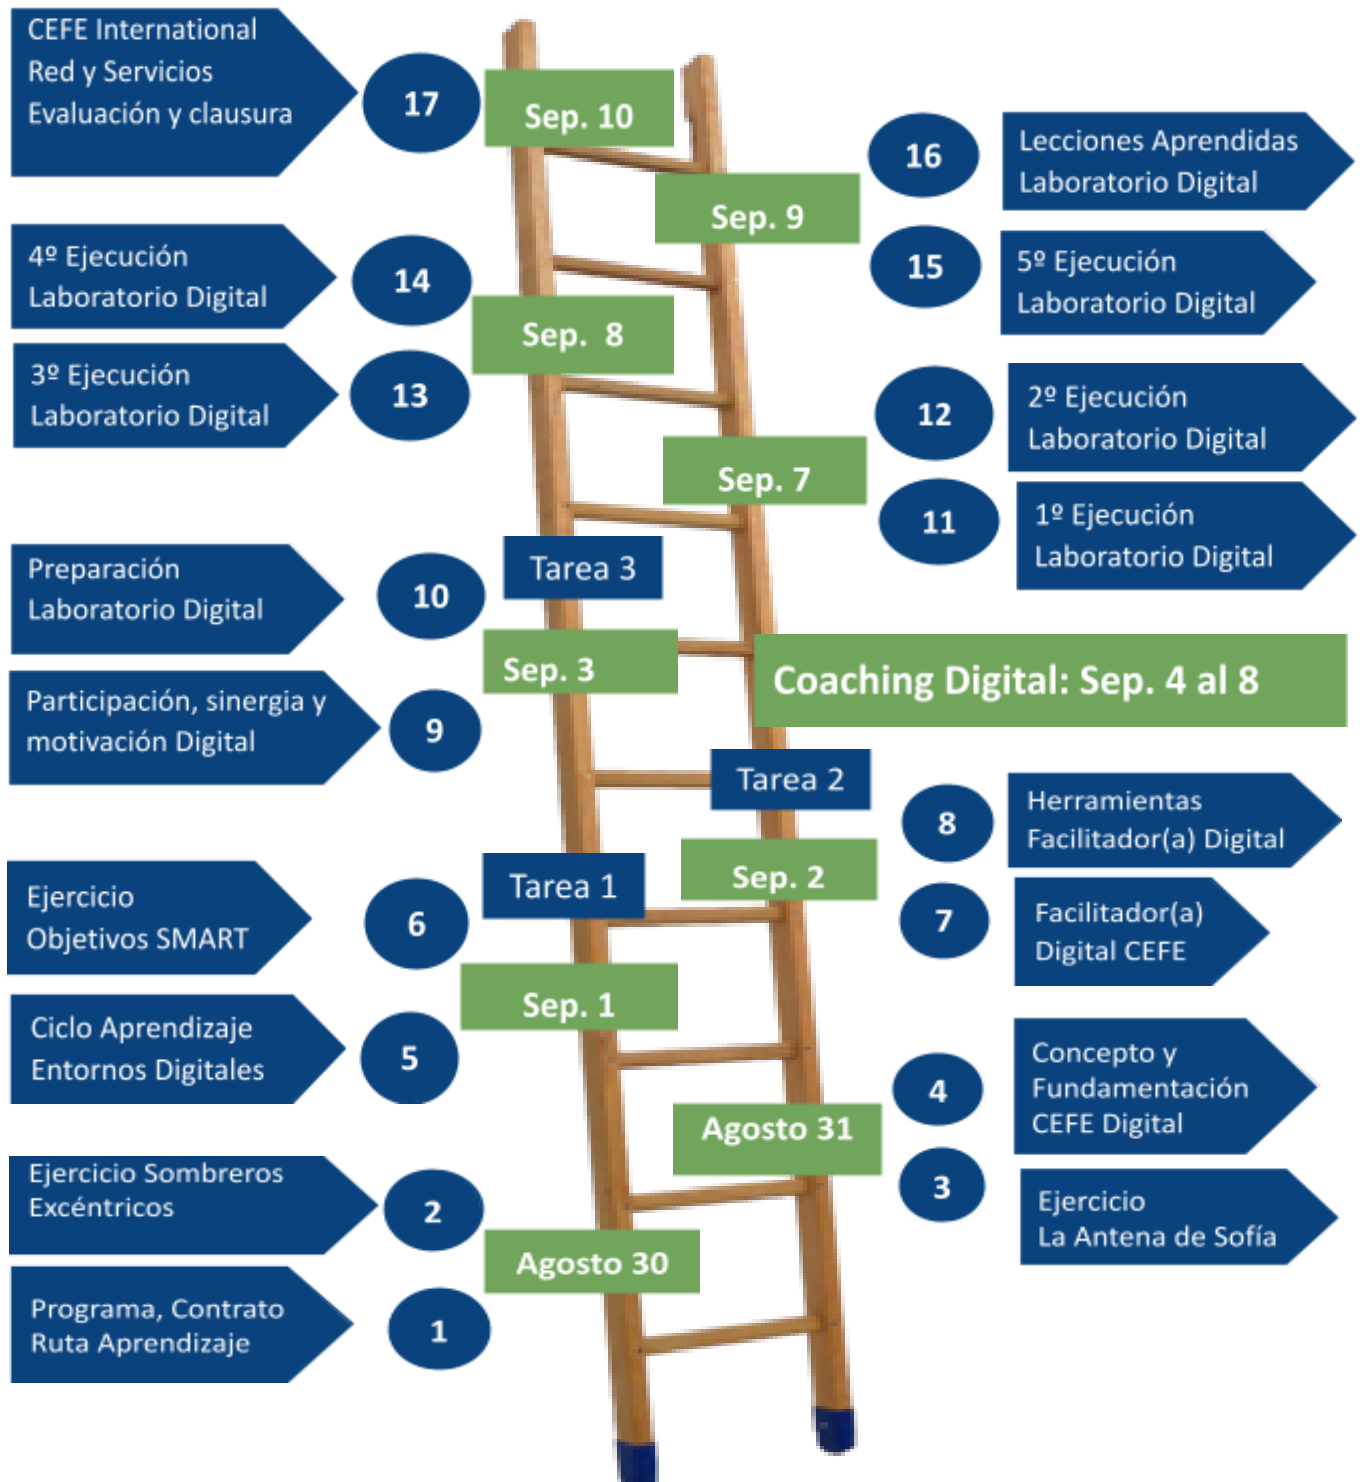 CEFE International
Red y Servicios
Evaluación y clausura
17
Sep. 10
16
Lecciones Aprendidas
Laboratorio Digital
Sep. 9
15
5º Ejecución
Laboratorio Digital
4º Ejecución
Laboratorio Digital
14
Sep. 8
3º Ejecución
Laboratorio Digital
13
12
2º Ejecución
Laboratorio Digital
Sep. 7
11
1º Ejecución
Laboratorio Digital
Tarea 3
Preparación
Laboratorio Digital
10
Sep. 3
Coaching Digital: Sep. 4 al 8
Participación, sinergia y
motivación Digital
9
Tarea 2
8
Herramientas
Facilitador(a) Digital
Tarea 1
Sep. 2
Ejercicio
Objetivos SMART
6
7
Facilitador(a)
Digital CEFE
Sep. 1
Ciclo Aprendizaje
Entornos Digitales
5
4
Concepto y
Fundamentación
CEFE Digital
Agosto 31
Ejercicio Sombreros
Excéntricos
2
3
Ejercicio
La Antena de Sofía
Agosto 30
Programa, Contrato
Ruta Aprendizaje
1